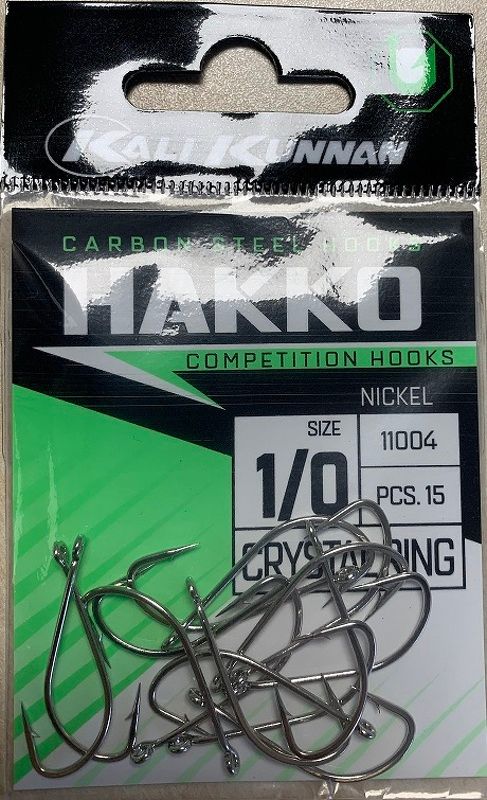 KALI KUNNAN
CARBON STEEL HOOKS
HAKKO
COMPETITION HOOKS
NICKEL
SIZE
1/0
11004
PCS. 15
CRYSTAL RING